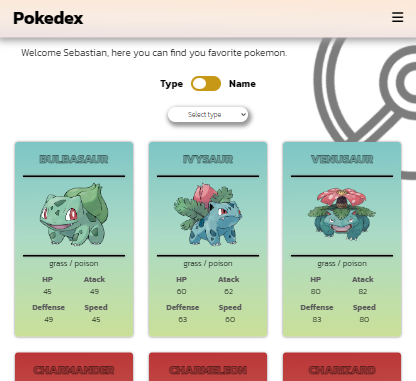 Pokedex
Welcome Sebastian, here you can find you favorite pokemon.
Type Name
Select type
BULBASAUR IVYSAUR VENUSAUR
grass / poison grass / poison grass / poison
HP Atack HP Atack HP Atack
45 49 60 62 80 82
Deffense Speed Deffense Speed Deffense Speed
49 45 63 60 83 80
CHARMANDER CHARMELEON CHARIZARD